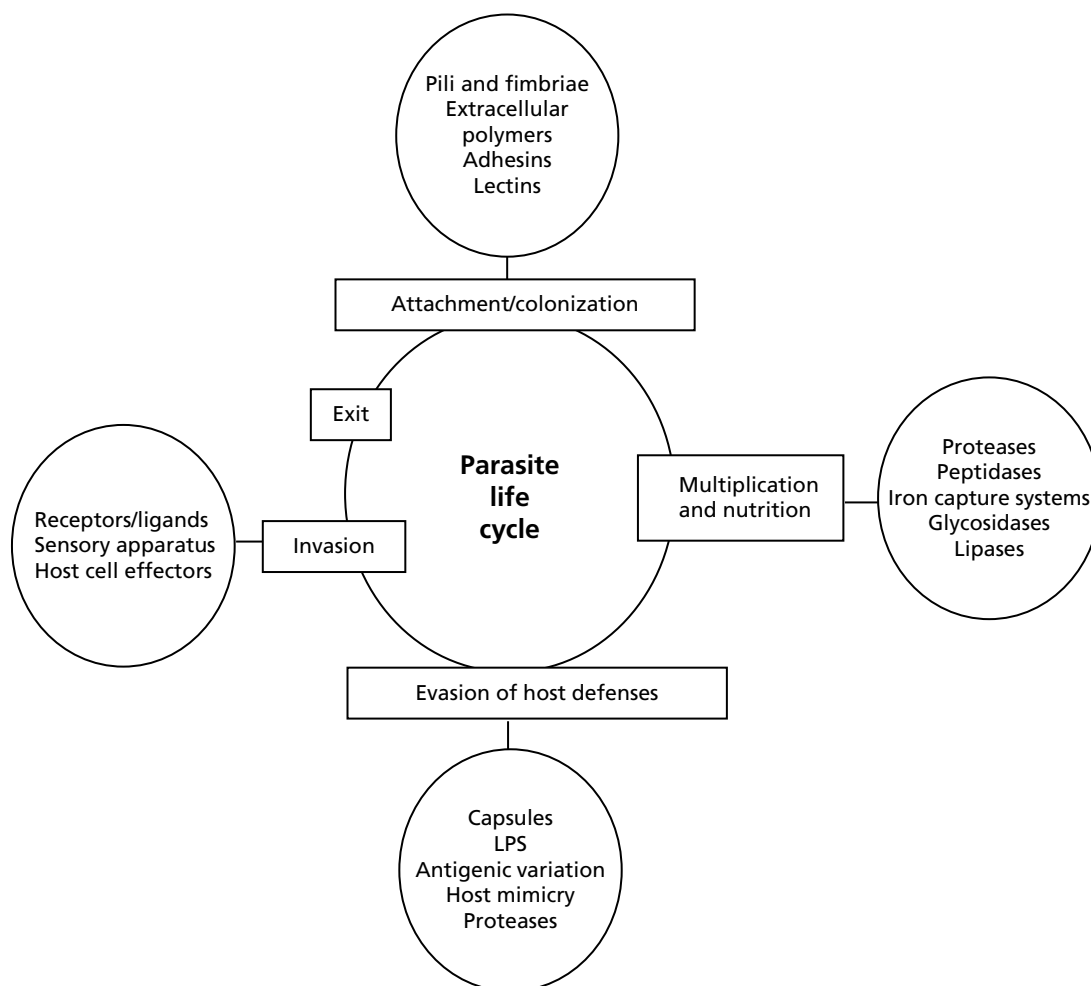 Pili and fimbriae
Extracellular
polymers
Adhesins
Lectins
Attachment/colonization
Exit
Parasite
life
cycle
Multiplication
and nutrition
Proteases
Peptidases
Iron capture systems
Glycosidases
Lipases
Receptors/ligands
Sensory apparatus
Host cell effectors
Invasion
Evasion of host defenses
Capsules
LPS
Antigenic variation
Host mimicry
Proteases